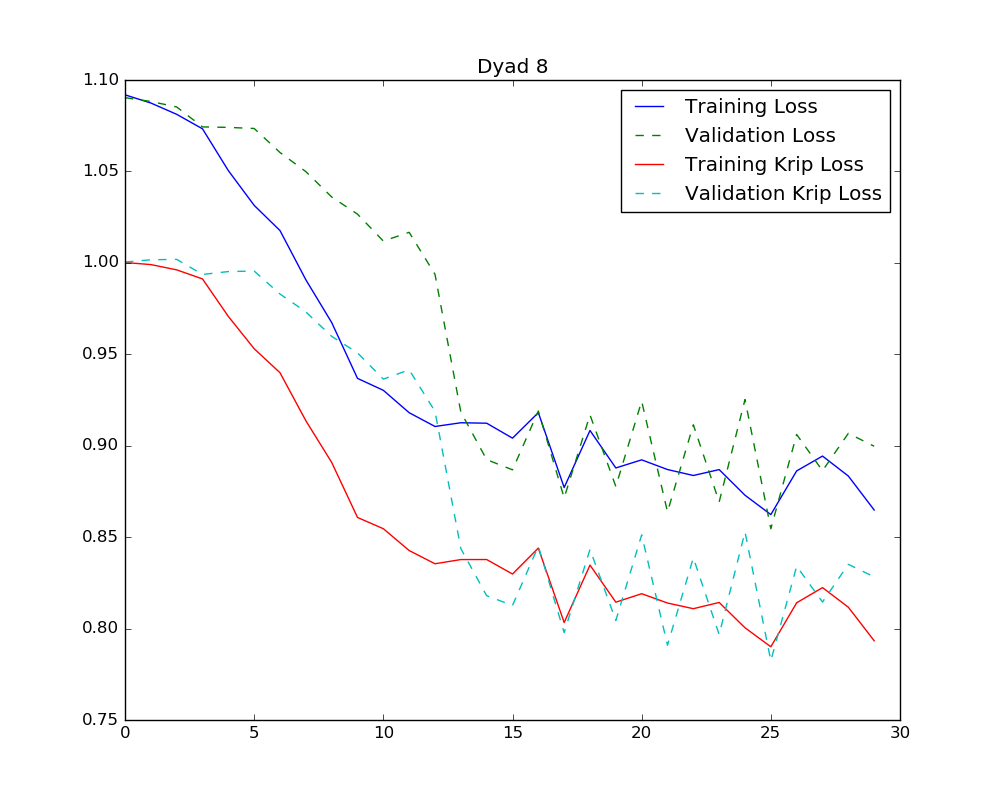 Dyad 8
1.10
1.05
1.00
0.95
0.90
0.85
0.80
0.75
0 5 10 15 20 25 30
Training Loss
Validation Loss
Training Krip Loss
Validation Krip Loss